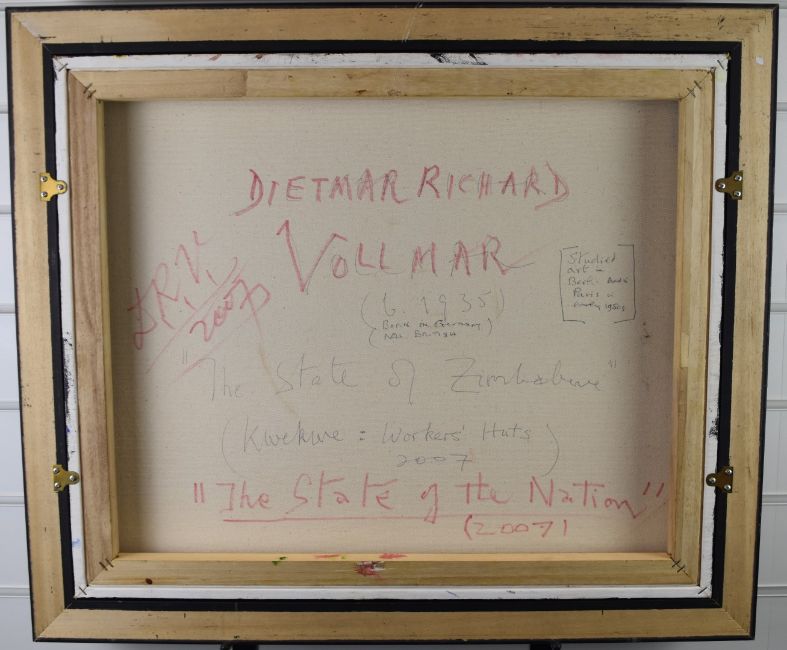 DIETMAR RICHARD
VOLLMAR
D.R.V.
2007
(b. 1935)
(BORN IN GERMANY
NAT. BRITISH)
[Studied
art in
Berlin and
Paris in
early 1950s]
"The State of Zimbabwe"
(Kwekwe : Workers' Huts
2007)
"The State of the Nation"
(2007)